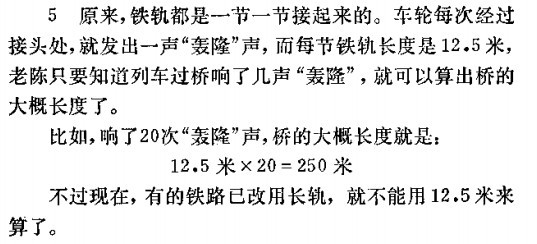 5 原来,铁轨都是一节一节接起来的。车轮每次经过
接头处,就发出一声“轰隆”声,而每节铁轨长度是12.5米,
老陈只要知道列车过桥响了几声“轰隆”,就可以算出桥的
大概长度了。
比如,响了20次“轰隆”声,桥的大概长度就是:
12.5米×20=250米
不过现在,有的铁路已改用长轨,就不能用12.5米来
算了。